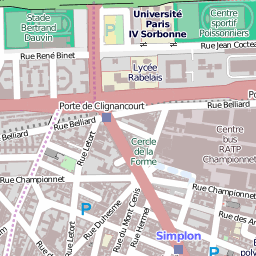 Stade
Bertrand
Dauvin
Université
Paris
IV Sorbonne
Centre
sportif
Poissonniers
Rue René Binet
Rue Jean Cocteau
Lycée
Rabelais
Porte de Clignancourt
Rue Belliard
Rue Belliard
Rue Letort
Cercle
de la
Forme
Centre
bus
RATP
Championnet
Rue Championnet
Rue Championnet
Rue Letort
Rue Duhesme
Rue du Mont Cenis
Rue Hermel
Rue des
P
Simplon
P